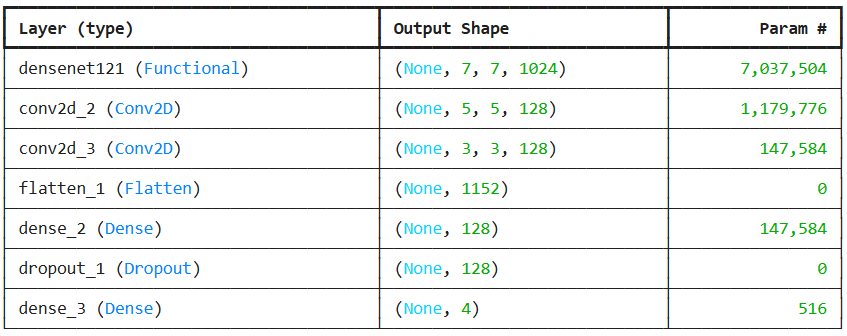 Layer (type) Output Shape Param #
densenet121 (Functional) (None, 7, 7, 1024) 7,037,504
conv2d_2 (Conv2D) (None, 5, 5, 128) 1,179,776
conv2d_3 (Conv2D) (None, 3, 3, 128) 147,584
flatten_1 (Flatten) (None, 1152) 0
dense_2 (Dense) (None, 128) 147,584
dropout_1 (Dropout) (None, 128) 0
dense_3 (Dense) (None, 4) 516